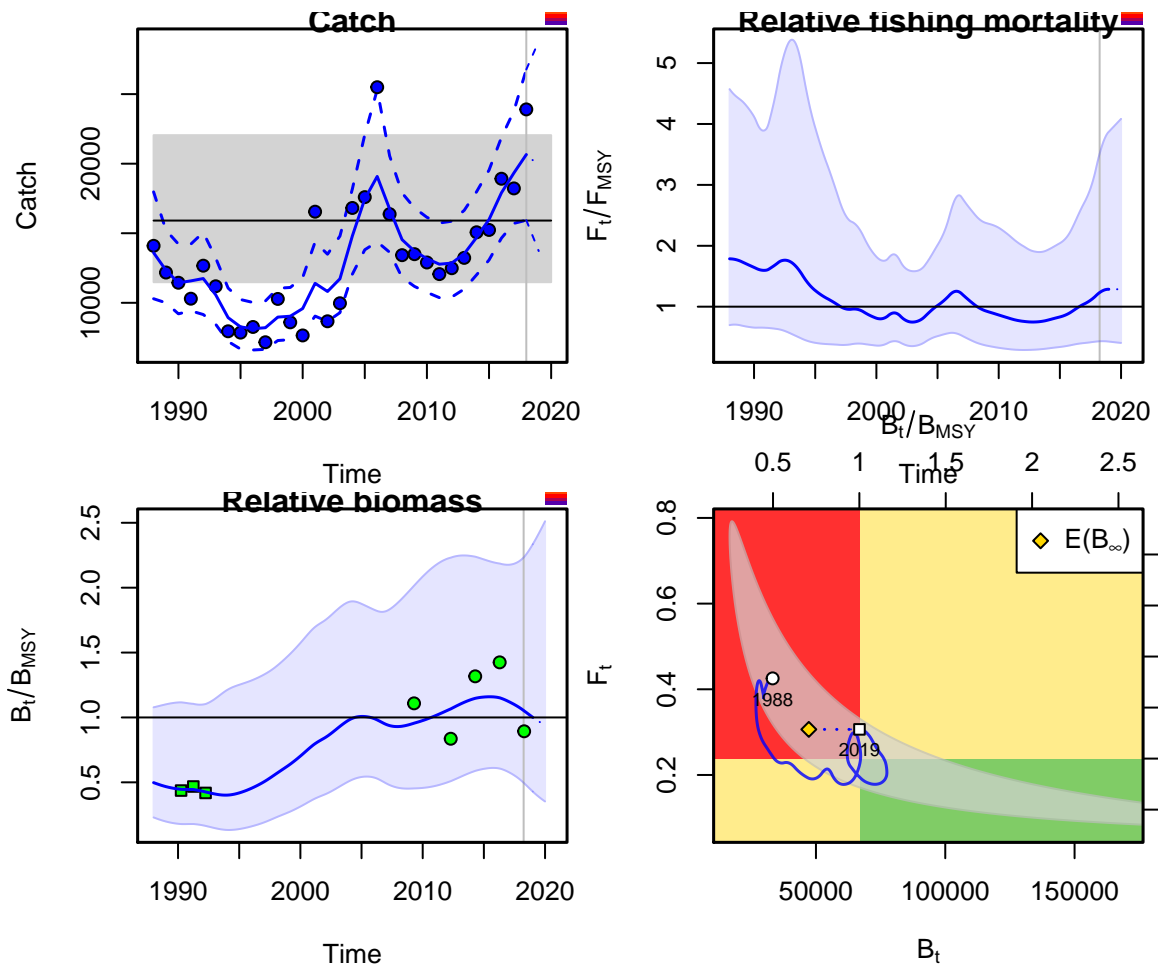 Catch
Catch
10000
20000
1990
2000
2010
2020
Time
Relative fishing mortality
Fₜ/F_MSY
1
2
3
4
5
1990
2000
2010
2020
Time
Relative biomass
Bₜ/B_MSY
0.5
1.0
1.5
2.0
2.5
1990
2000
2010
2020
Time
Bₜ/B_MSY
0.5
1
1.5
2
2.5
Fₜ
0.2
0.4
0.6
0.8
E(B∞)
1988
2019
50000
100000
150000
Bₜ